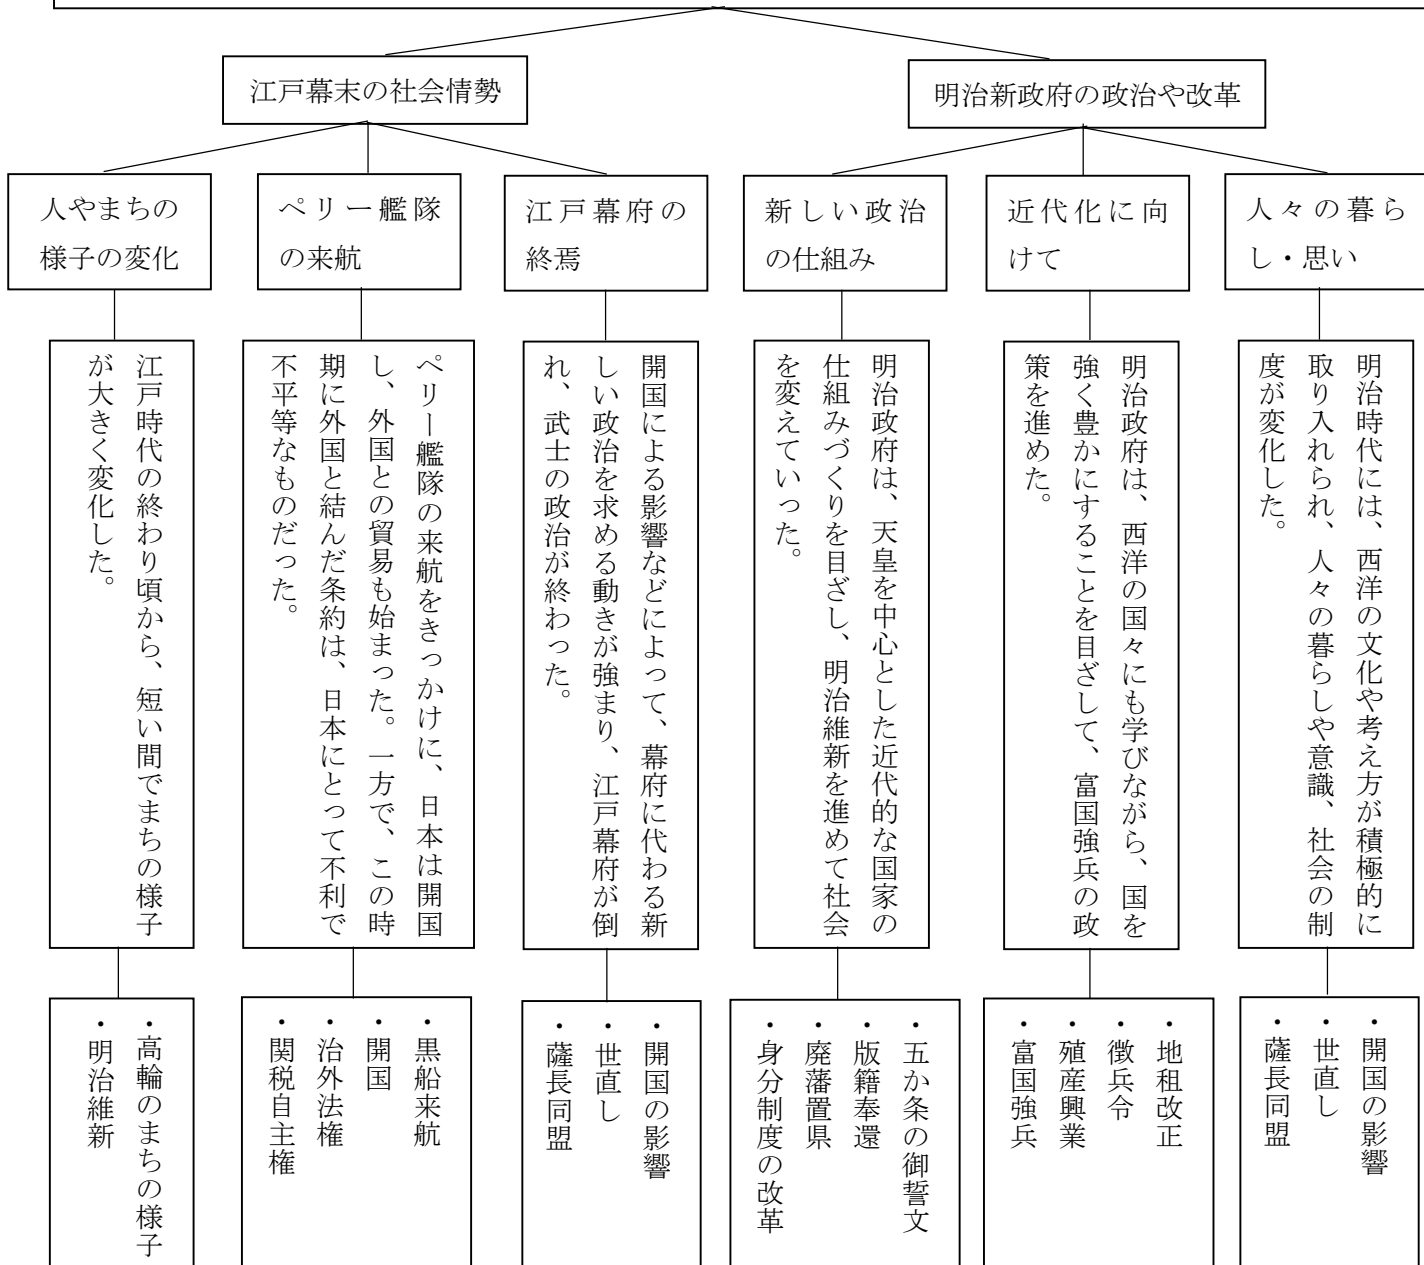 江戸幕末の社会情勢
明治新政府の政治や改革
人やまちの
様子の変化
ペリー艦隊
の来航
江戸幕府の
終焉
新しい政治
の仕組み
近代化に向
けて
人々の暮ら
し・思い
江戸時代の終わり頃から、短い間でまちの様子
が大きく変化した。
ペリー艦隊の来航をきっかけに、日本は開国
し、外国との貿易も始まった。一方で、この時
期に外国と結んだ条約は、日本にとって不利で
不平等なものだった。
開国による影響などによって、幕府に代わる新
しい政治を求める動きが強まり、江戸幕府が倒
れ、武士の政治が終わった。
明治政府は、天皇を中心とした近代的な国家の
仕組みづくりを目ざし、明治維新を進めて社会
を変えていった。
明治政府は、西洋の国々にも学びながら、国を
強く豊かにすることを目ざして、富国強兵の政
策を進めた。
明治時代には、西洋の文化や考え方が積極的に
取り入れられ、人々の暮らしや意識、社会の制
度が変化した。
・高輪のまちの様子
・明治維新
・黒船来航
・開国
・治外法権
・関税自主権
・開国の影響
・世直し
・薩長同盟
・五か条の御誓文
・版籍奉還
・廃藩置県
・身分制度の改革
・地租改正
・徴兵令
・殖産興業
・富国強兵
・開国の影響
・世直し
・薩長同盟